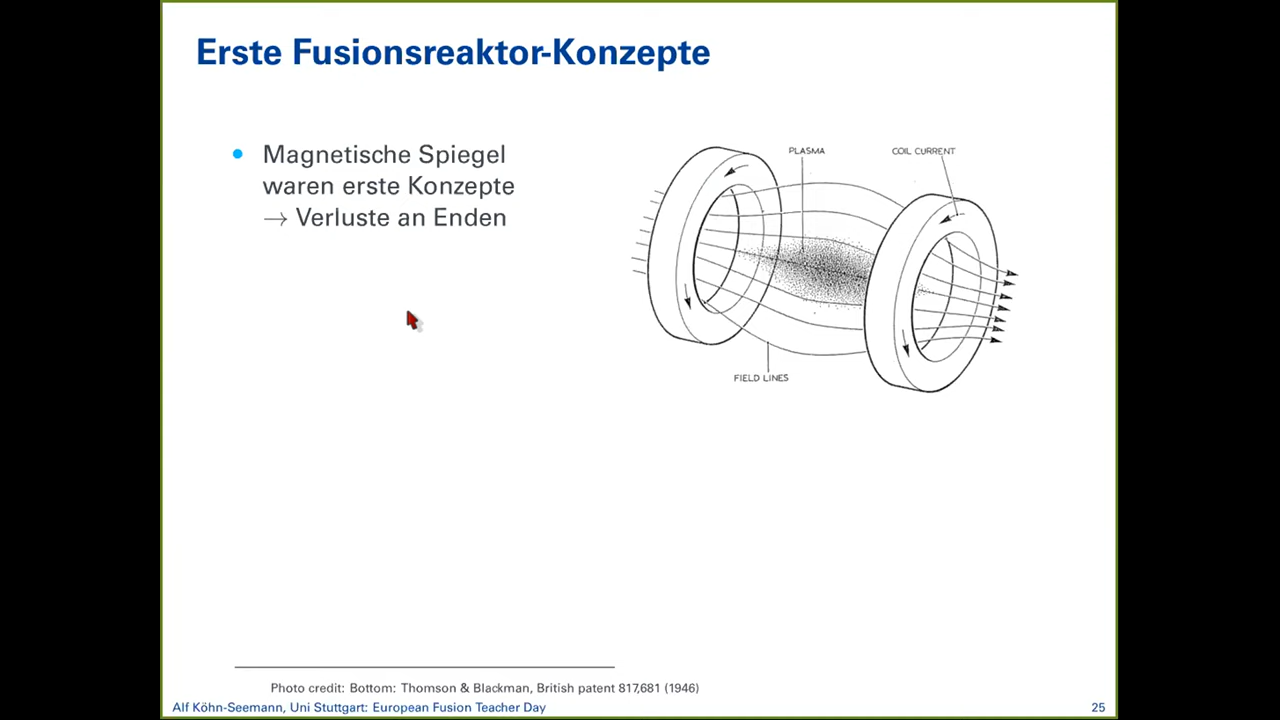 Erste Fusionsreaktor-Konzepte
• Magnetische Spiegel
waren erste Konzepte
→ Verluste an Enden
PLASMA
COIL CURRENT
FIELD LINES
Photo credit: Bottom: Thomson & Blackman, British patent 817,681 (1946)
Alf Köhn-Seemann, Uni Stuttgart: European Fusion Teacher Day
25